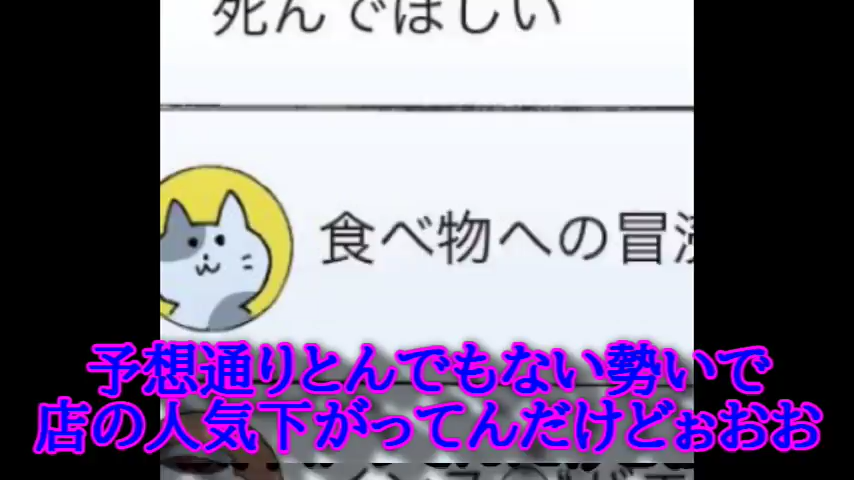 死んでほしい
食べ物への冒
予想通りとんでもない勢いで
店の人気下がってんだけどぉおお